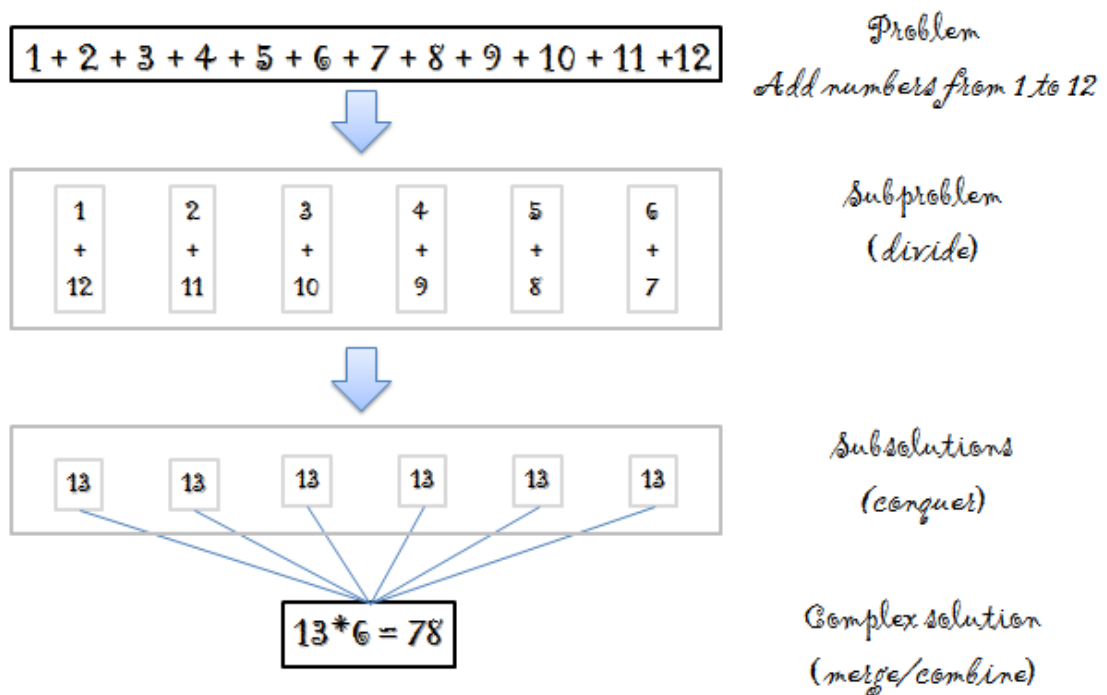 1 + 2 + 3 + 4 + 5 + 6 + 7 + 8 + 9 + 10 + 11 +12
Problem
Add numbers from 1 to 12
1 2 3 4 5 6
+ + + + + +
12 11 10 9 8 7
Subproblem
(divide)
13 13 13 13 13 13
Subsolutions
(conquer)
13*6 = 78
Complex solution
(merge/combine)